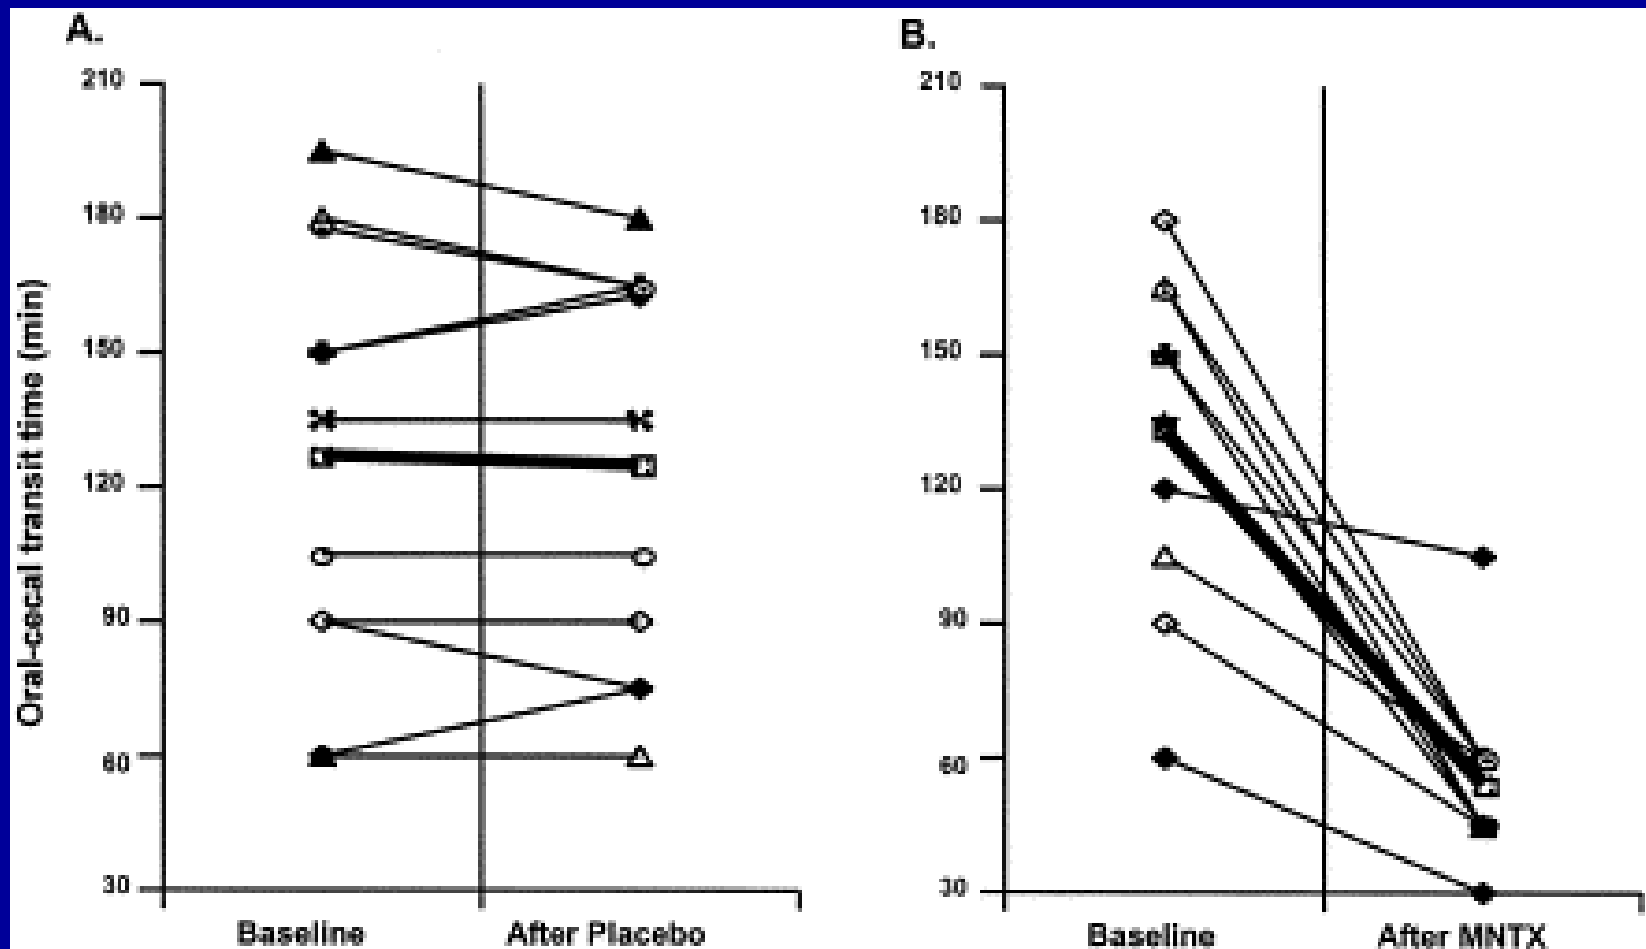 A.
Oral-cecal transit time (min)
210
180
150
120
90
60
30
Baseline
After Placebo
B.
210
180
150
120
90
60
30
Baseline
After MNTX